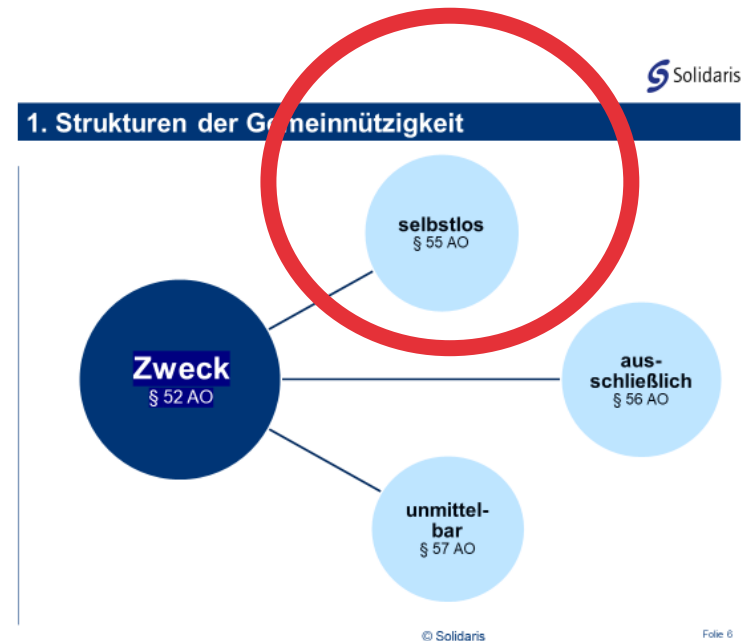 Solidaris
1. Strukturen der Gemeinnützigkeit
selbstlos
§ 55 AO
Zweck
§ 52 AO
aus-
schließlich
§ 56 AO
unmittel-
bar
§ 57 AO
© Solidaris
Folie 6